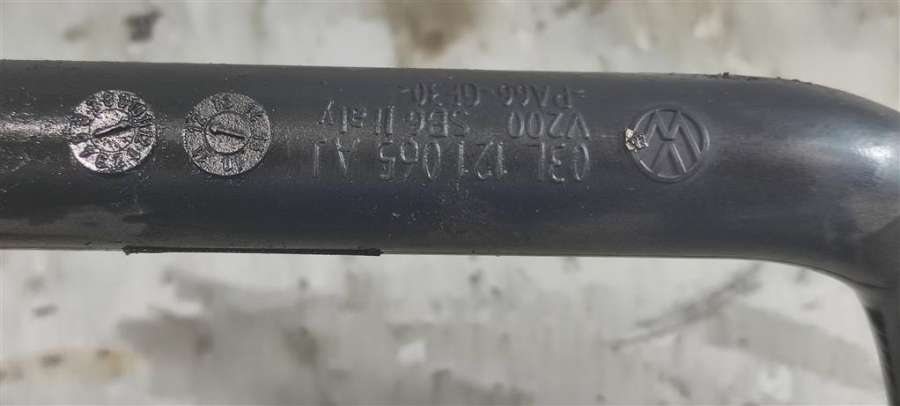 03L 121 065 AJ
V200 SB6 Italy
>PA66-GF30<